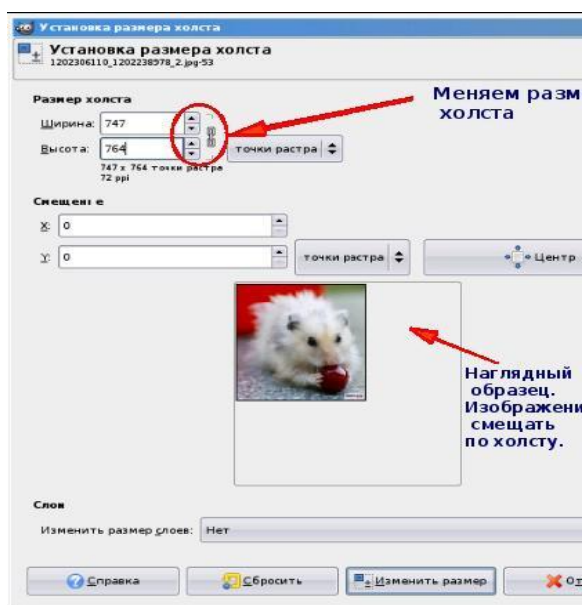 Установка размера холста
Установка размера холста
1202306110_1202238978_2.jpg-53
Размер холста
Меняем разм
холста
Ширина: 747
Высота: 764
точки растра
747 x 764 точки растра
72 ppi
Смещение
X: 0
Y: 0
точки растра
Центр
Наглядный
образец.
Изображени
смещать
по холсту.
Слои
Изменить размер слоев: Нет
Справка
Сбросить
Изменить размер
От